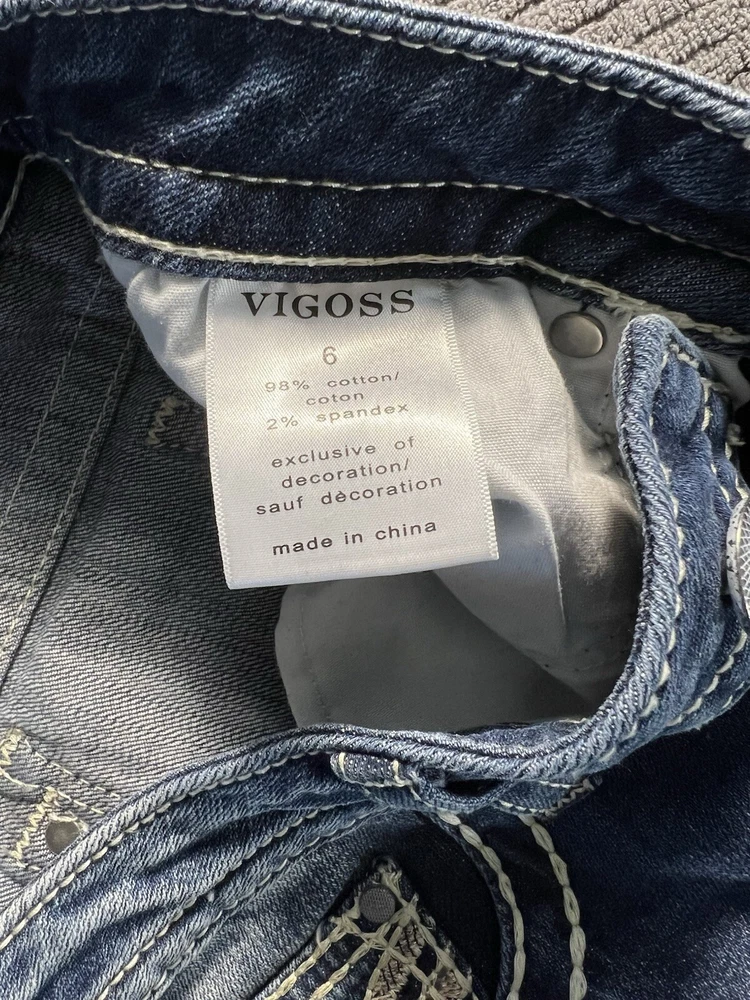 VIGOSS
6
98% cotton/
coton
2% spandex
exclusive of
decoration/
sauf dècoration
made in china